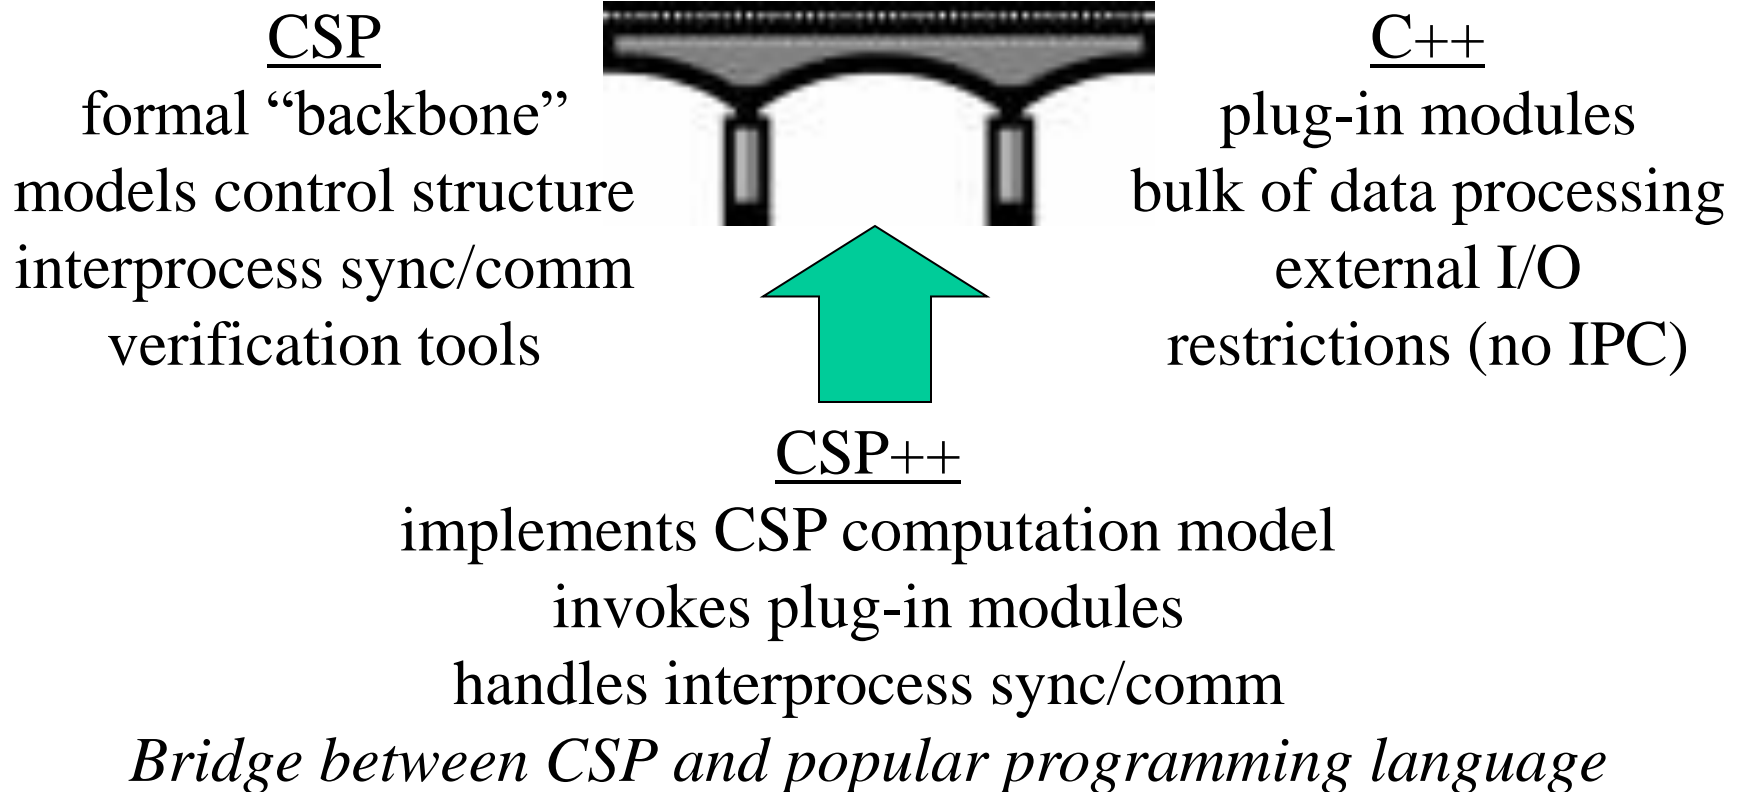 CSP
formal “backbone”
models control structure
interprocess sync/comm
verification tools
C++
plug-in modules
bulk of data processing
external I/O
restrictions (no IPC)
CSP++
implements CSP computation model
invokes plug-in modules
handles interprocess sync/comm
Bridge between CSP and popular programming language